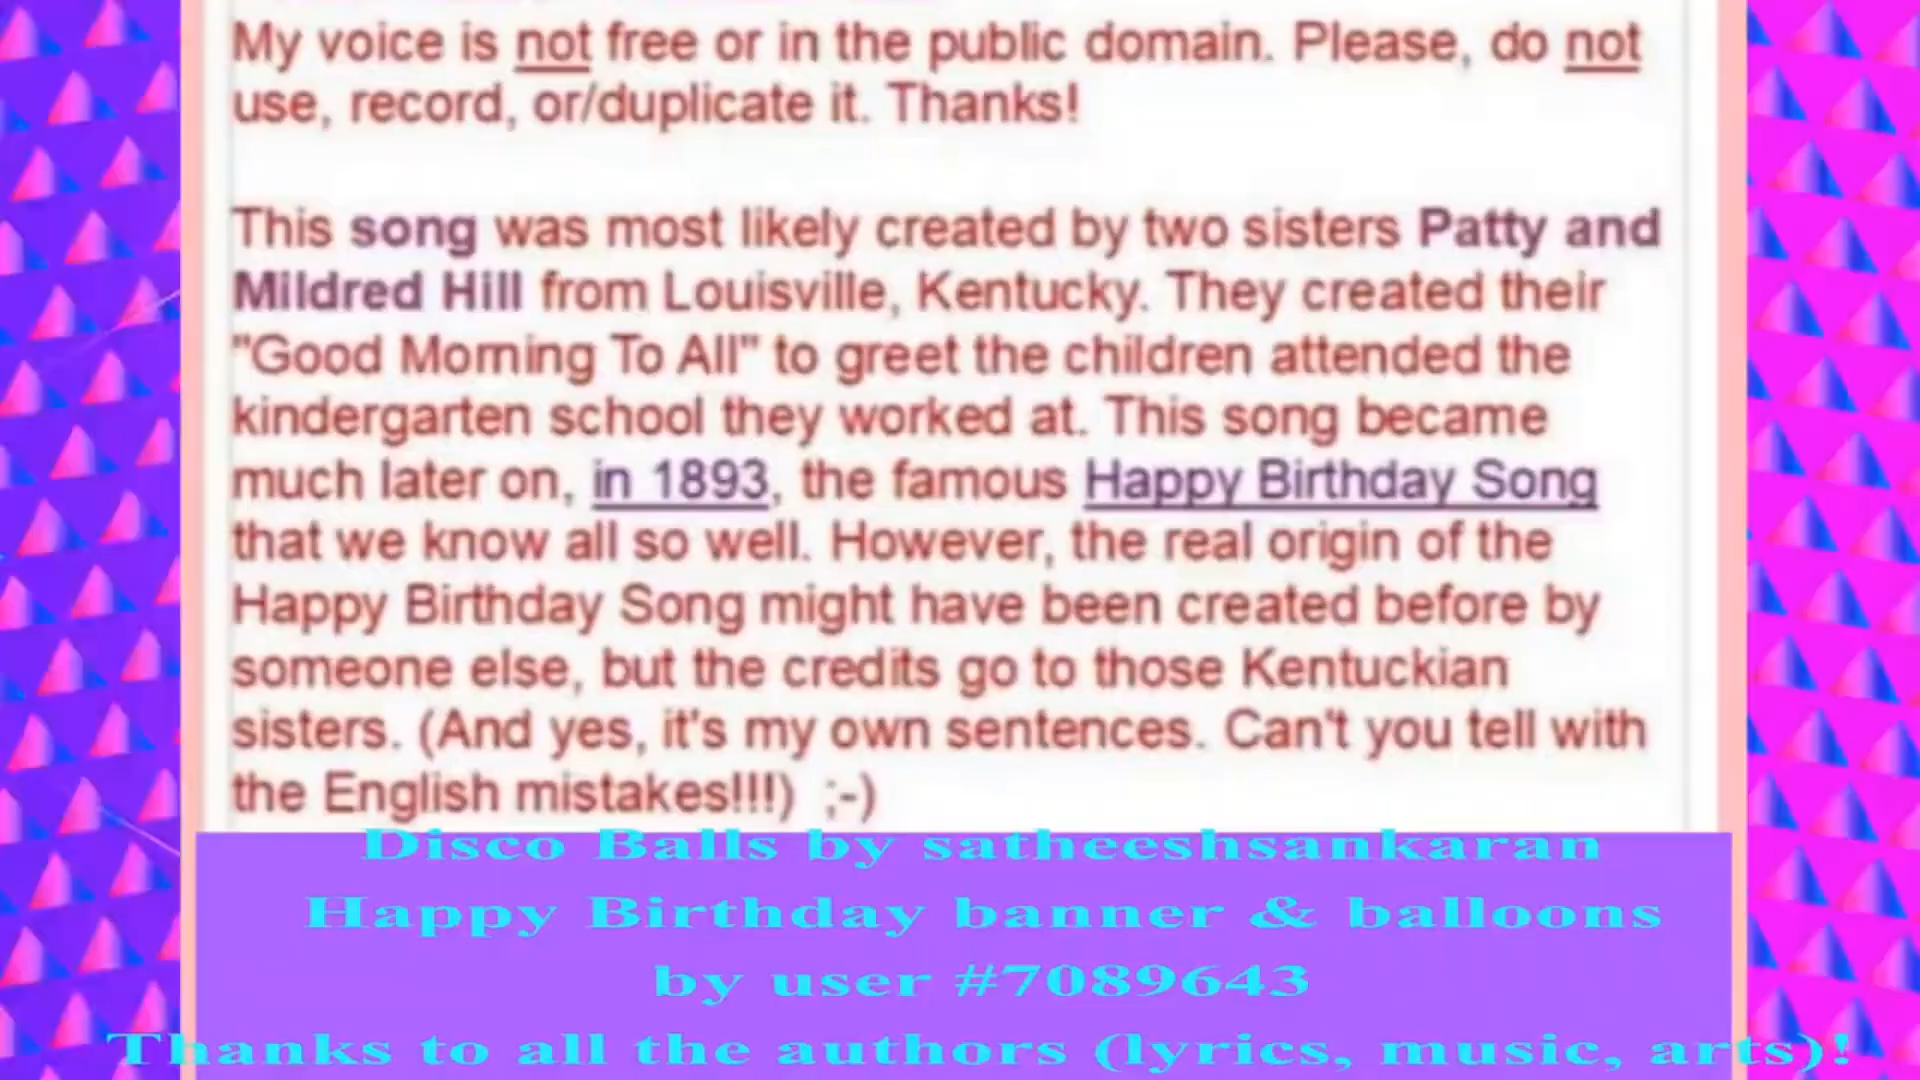 My voice is not free or in the public domain. Please, do not
use, record, or/duplicate it. Thanks!
This song was most likely created by two sisters Patty and
Mildred Hill from Louisville, Kentucky. They created their
"Good Morning To All" to greet the children attended the
kindergarten school they worked at. This song became
much later on, in 1893, the famous Happy Birthday Song
that we know all so well. However, the real origin of the
Happy Birthday Song might have been created before by
someone else, but the credits go to those Kentuckian
sisters. (And yes, it's my own sentences. Can't you tell with
the English mistakes!!!) ;-)
Disco Balls by satheeshsankaran
Happy Birthday banner & balloons
by user #7089643
Thanks to all the authors (lyrics, music, arts)!